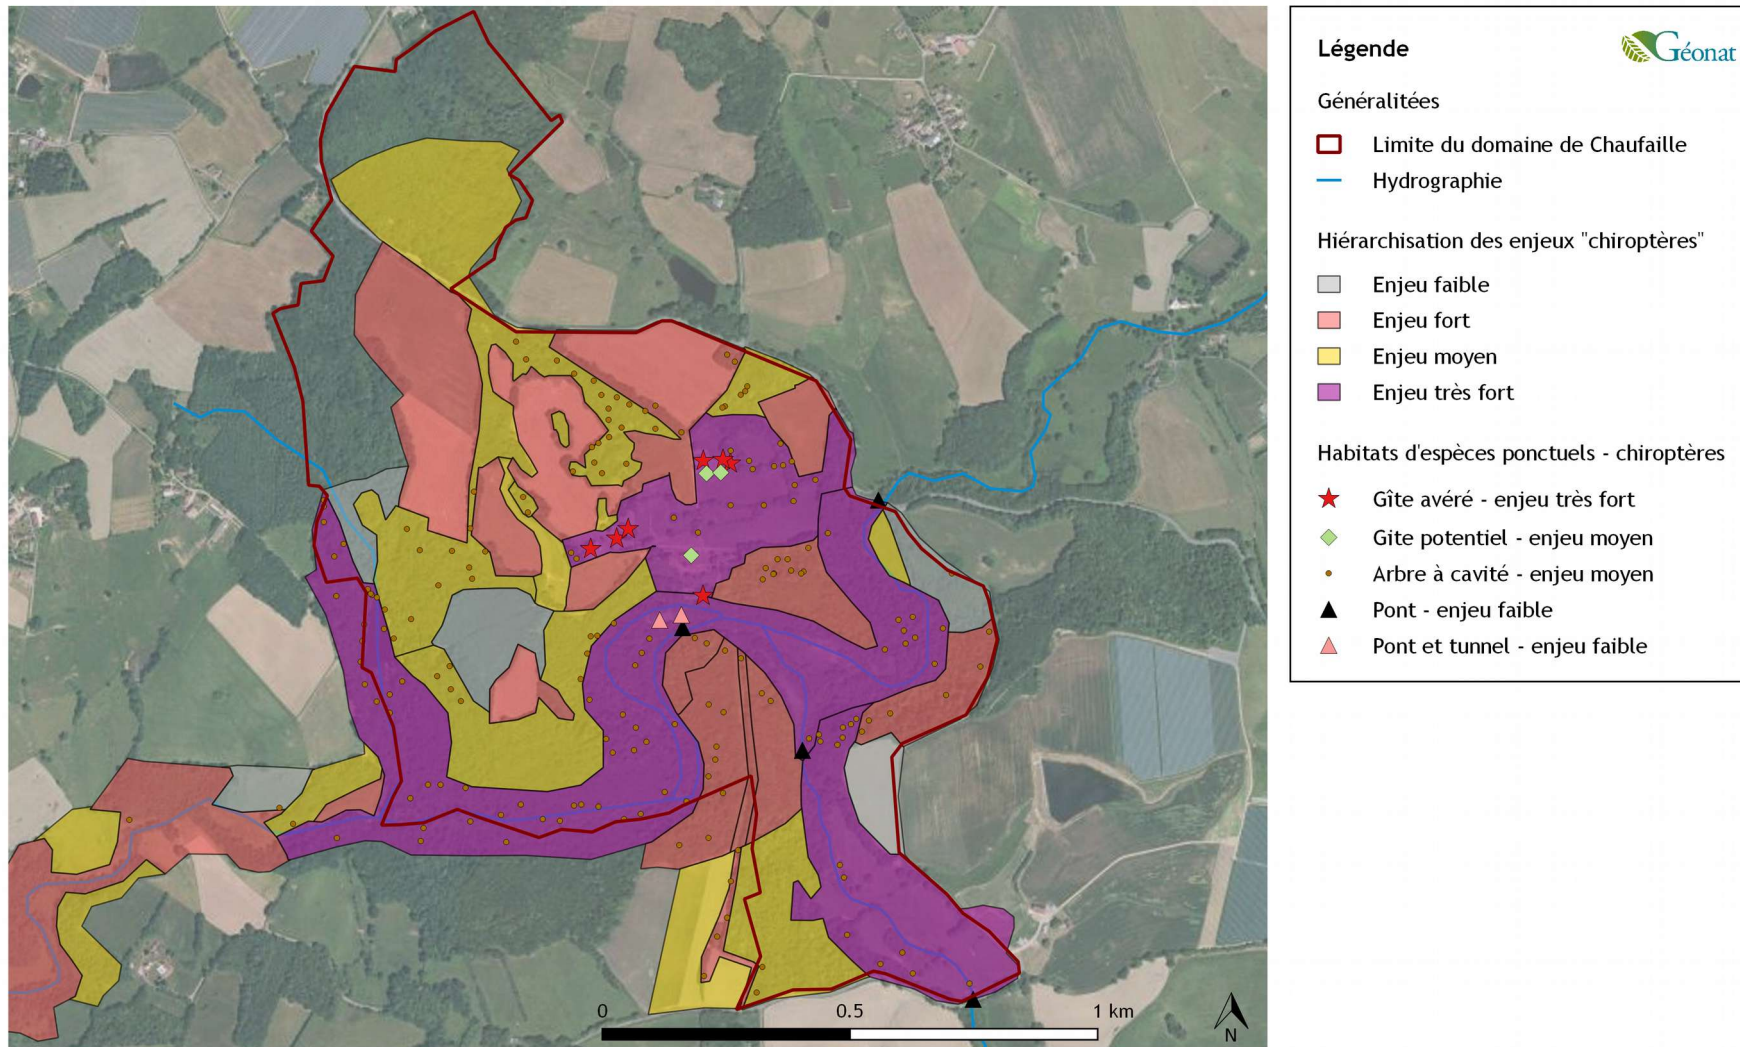 Légende
Géonat
Généralitées
Limite du domaine de Chaufaille
Hydrographie
Hiérarchisation des enjeux "chiroptères"
Enjeu faible
Enjeu fort
Enjeu moyen
Enjeu très fort
Habitats d'espèces ponctuels - chiroptères
Gîte avéré - enjeu très fort
Gite potentiel - enjeu moyen
Arbre à cavité - enjeu moyen
Pont - enjeu faible
Pont et tunnel - enjeu faible
0 0.5 1 km
N